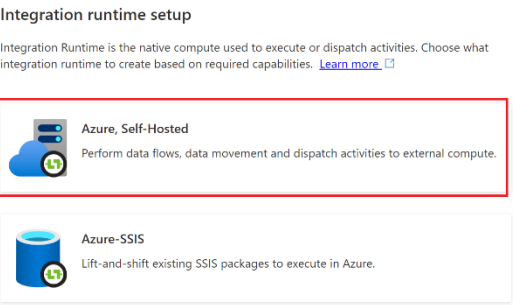 Integration runtime setup
Integration Runtime is the native compute used to execute or dispatch activities. Choose what
integration runtime to create based on required capabilities. Learn more
Azure, Self-Hosted
Perform data flows, data movement and dispatch activities to external compute.
Azure-SSIS
Lift-and-shift existing SSIS packages to execute in Azure.